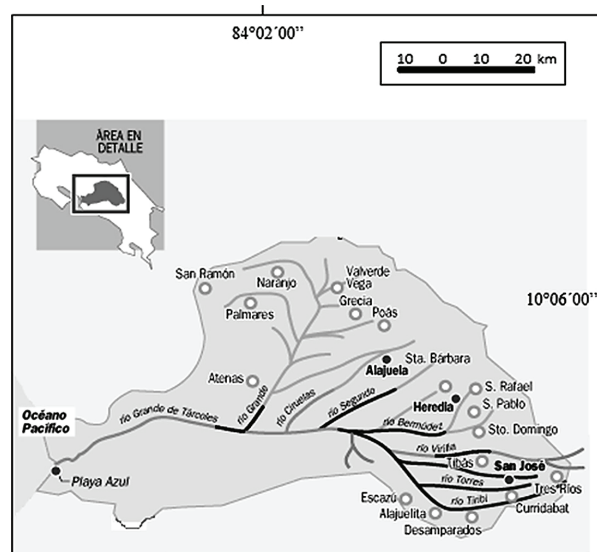 84°02´00´´
10 0 10 20 km
ÀREA EN
DETALLE
San Ramón
Naranjo
Valverde
Vega
Grecia
Palmares
Poás
10°06´00´´
Atenas
Alajuela
Sta. Bárbara
río Grande
río Ciruelas
río Segundo
S. Rafael
Heredia
S. Pablo
Océano
Pacífico
río Grande de Tárcoles
río Bermúdet
Sto. Domingo
río Virilla
Tibás
San José
Playa Azul
río Torres
Tres Ríos
Escazú
río Tiribi
Curridabat
Alajuelita
Desamparados